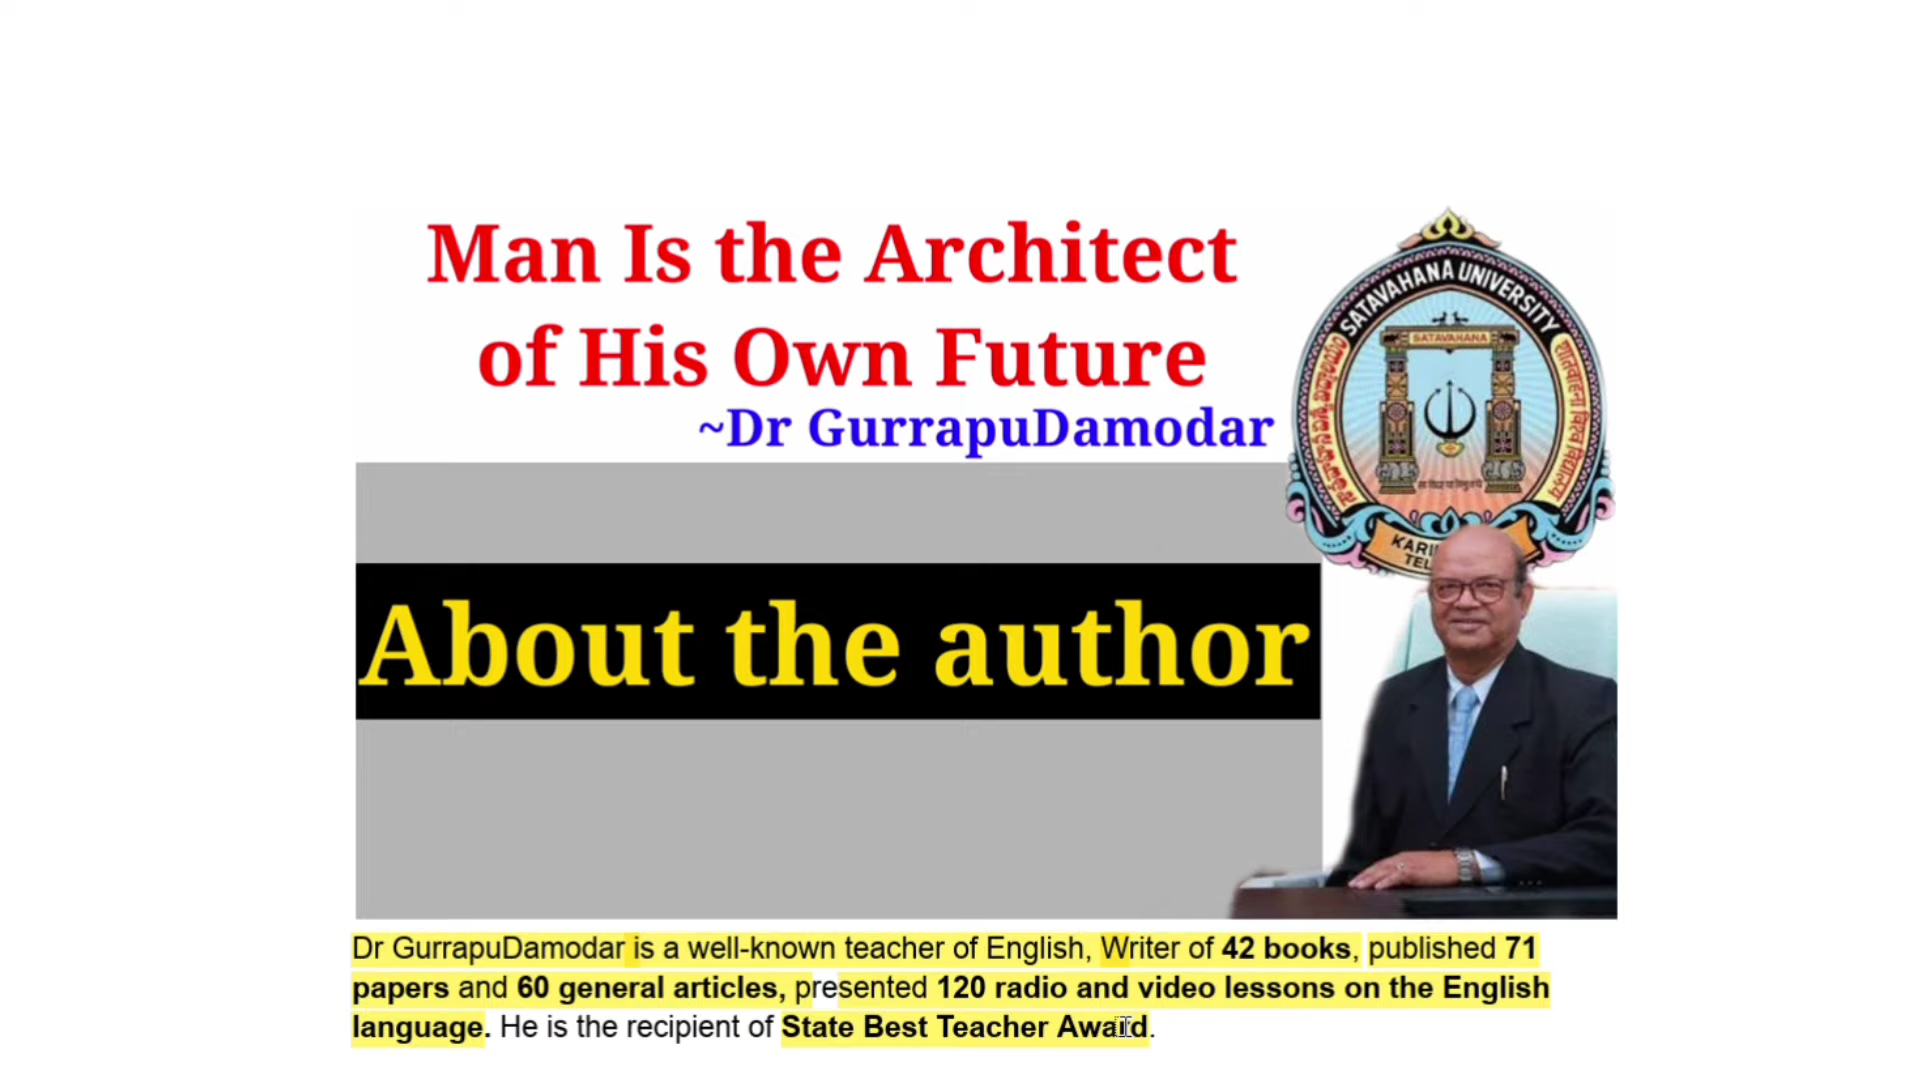 Man Is the Architect
of His Own Future
~Dr GurrapuDamodar
SATAVAHANA UNIVERSITY
SATAVAHANA
About the author
Dr GurrapuDamodar is a well-known teacher of English, Writer of 42 books, published 71
papers and 60 general articles, presented 120 radio and video lessons on the English
language. He is the recipient of State Best Teacher Award.